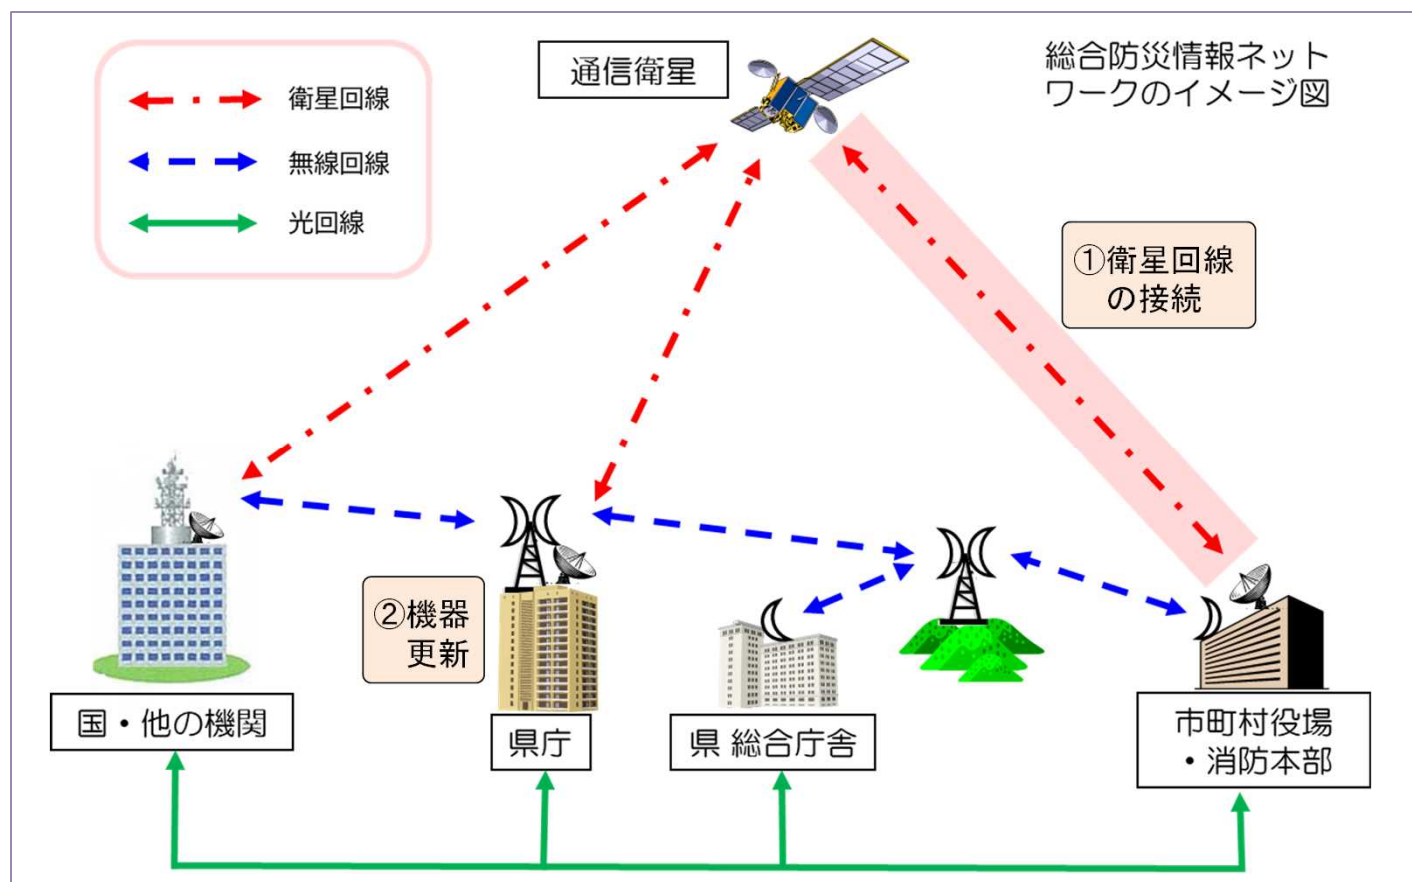 通信衛星
総合防災情報ネット
ワークのイメージ図
衛星回線
無線回線
光回線
①衛星回線
の接続
②機器
更新
国・他の機関
県庁
県 総合庁舎
市町村役場
・消防本部